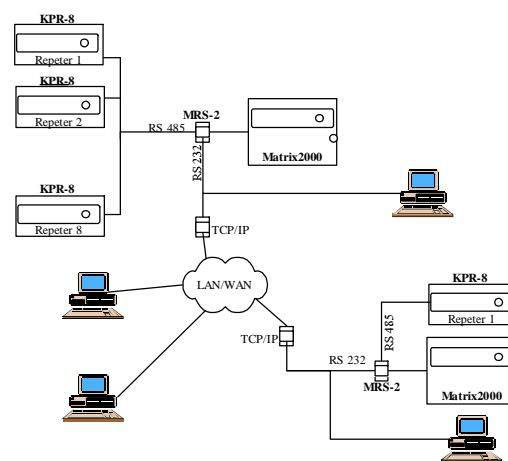 KPR-8
Repeter 1
KPR-8
Repeter 2
MRS-2
RS 485
RS 232
Matrix2000
KPR-8
Repeter 8
TCP/IP
LAN/WAN
KPR-8
Repeter 1
TCP/IP
RS 485
RS 232
MRS-2
Matrix2000